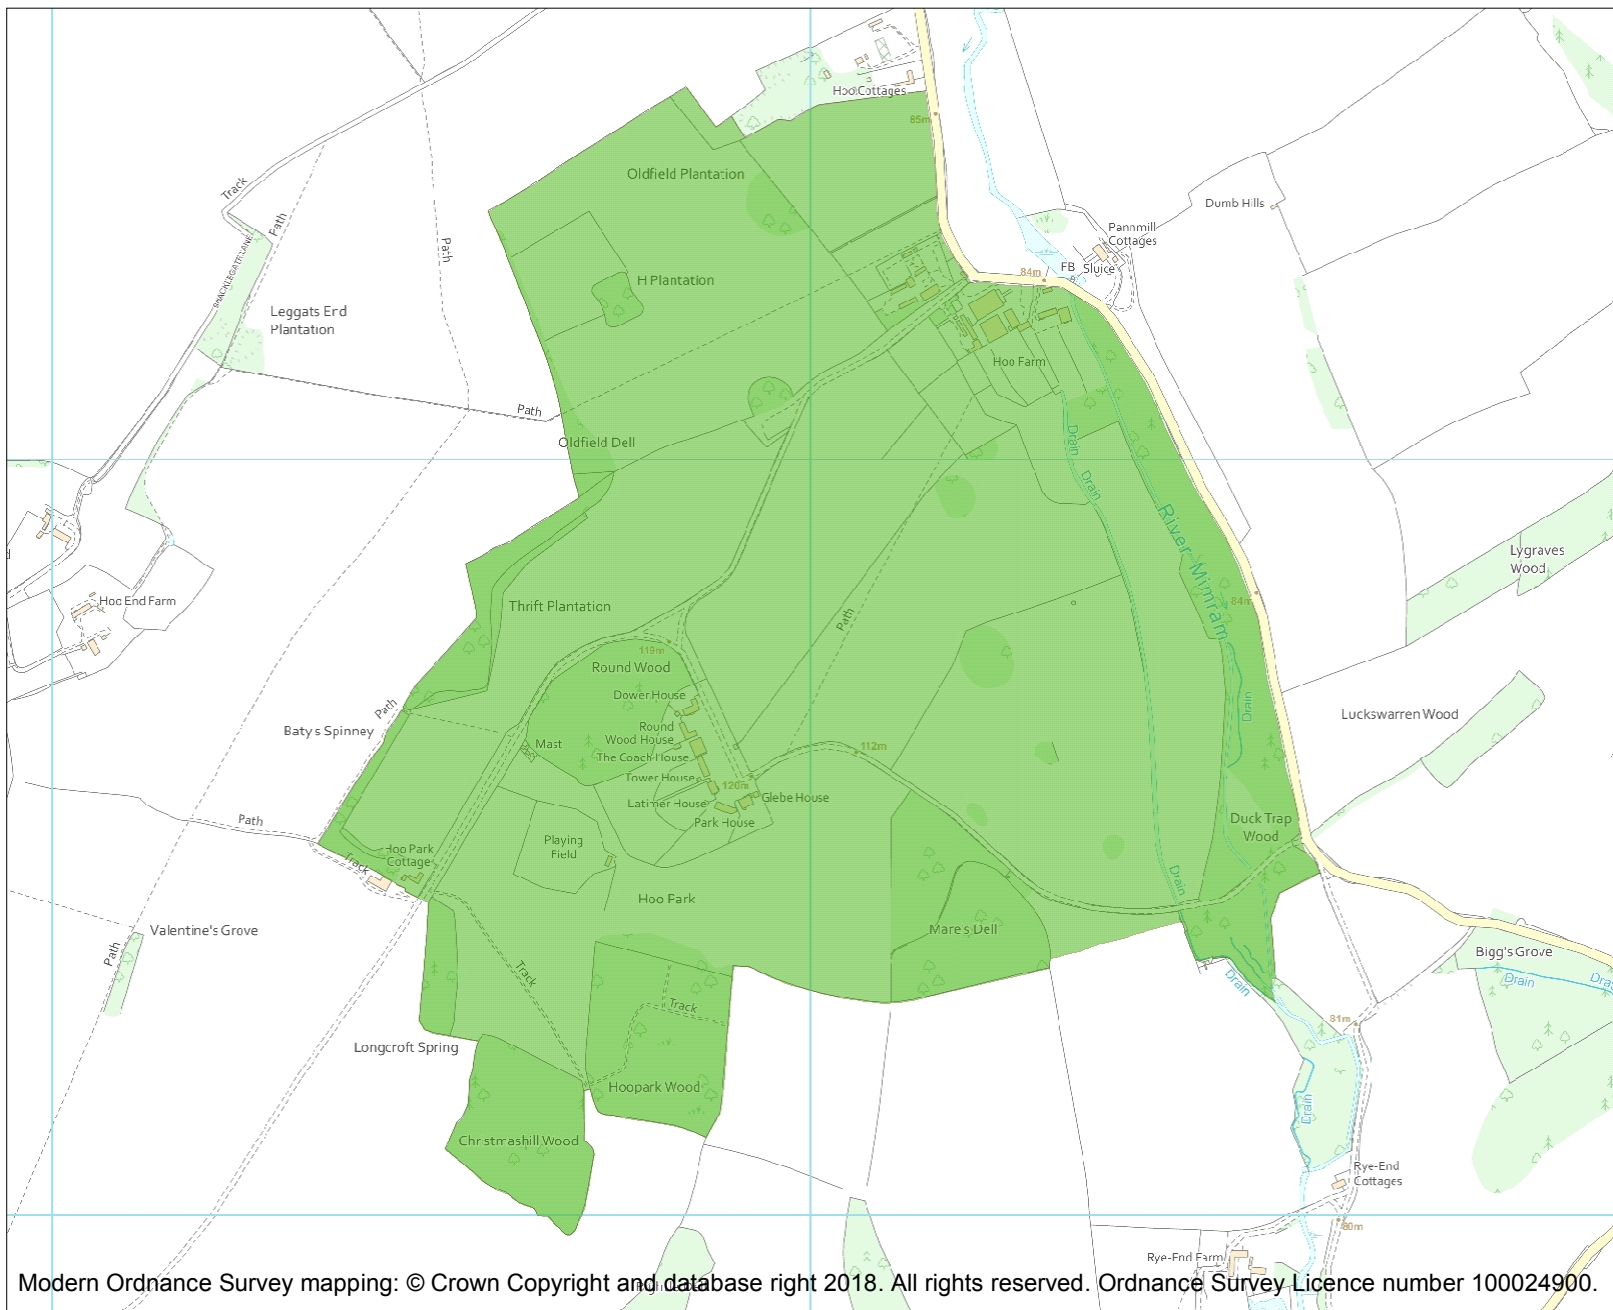 Hoo Cottages
85m
Oldfield Plantation
Track
Path
Path
Dumb Hills
Pannmill
Cottages
FB
Sluice
84m
H Plantation
Leggats End
Plantation
Hoo Farm
Path
Oldfield Dell
Drain
Drain
River Mimram
Lygraves
Wood
Hoo End Farm
Thrift Plantation
Path
84m
119m
Round Wood
Dower House
Path
Baty's Spinney
Round
Wood House
Mast
The Coach House
Tower House
112m
Drain
Luckswarren Wood
120m
Glebe House
Latimer House
Park House
Path
Playing
Field
Duck Trap
Wood
Hoo Park
Cottage
Track
Drain
Hoo Park
Valentine's Grove
Path
Mare's Dell
Bigg's Grove
Track
Drain
Drain
Track
81m
Longcroft Spring
Hoopark Wood
Drain
Christmashill Wood
Rye-End
Cottages
80m
Rye-End Farm
Modern Ordnance Survey mapping: © Crown Copyright and database right 2018. All rights reserved. Ordnance Survey Licence number 100024900.